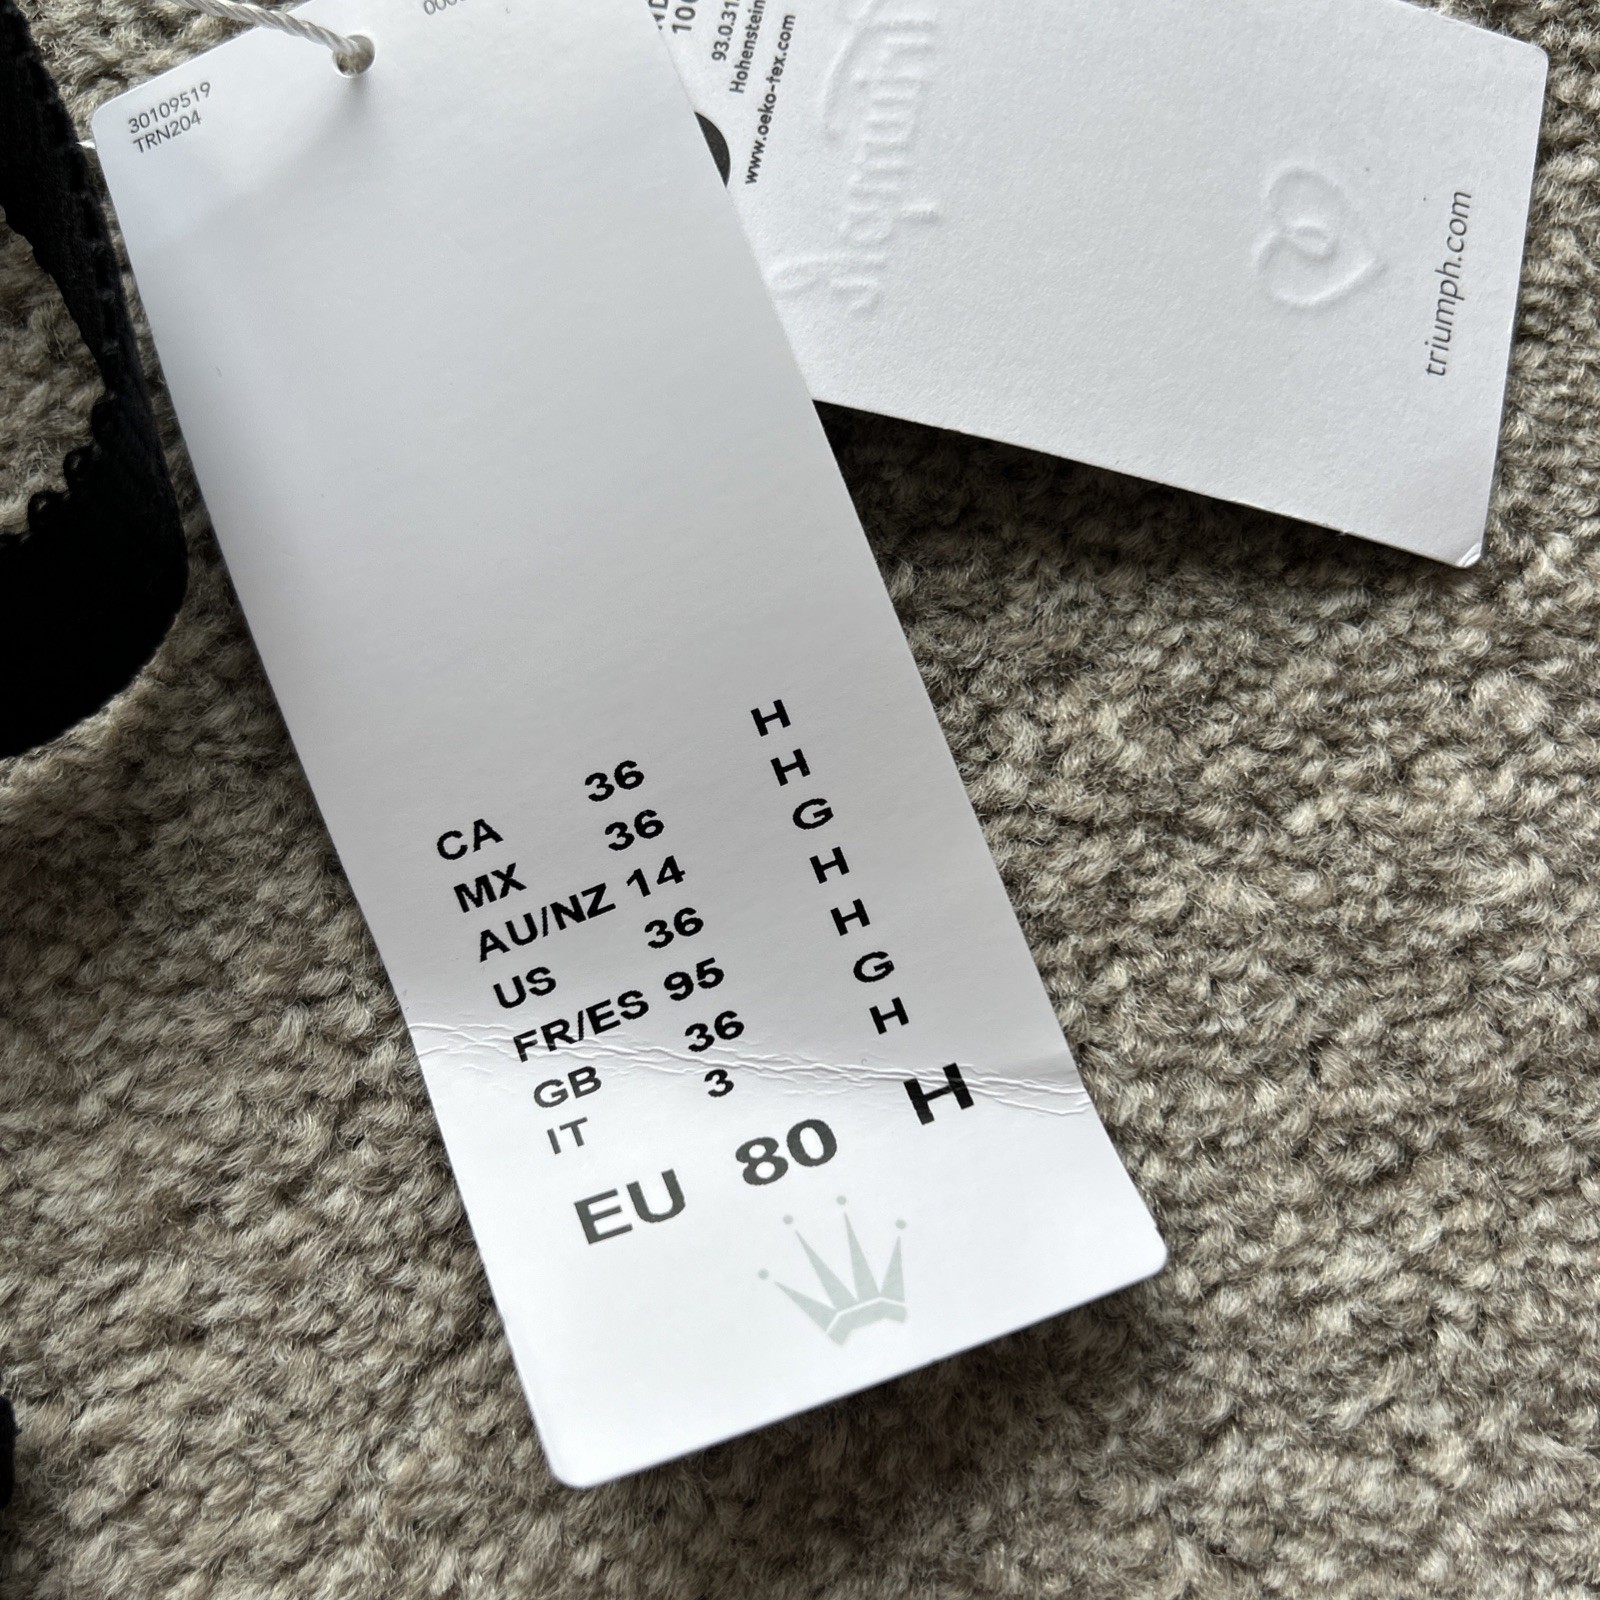 30109519
TRN204
CA 36 H
MX 36 H
AU/NZ 14 G
US 36 H
FR/ES 95 H
GB 36 G
IT 3 H
EU 80 H
93.0.31
Hohenstein
www.oeko-tex.com
Triumph
triumph.com